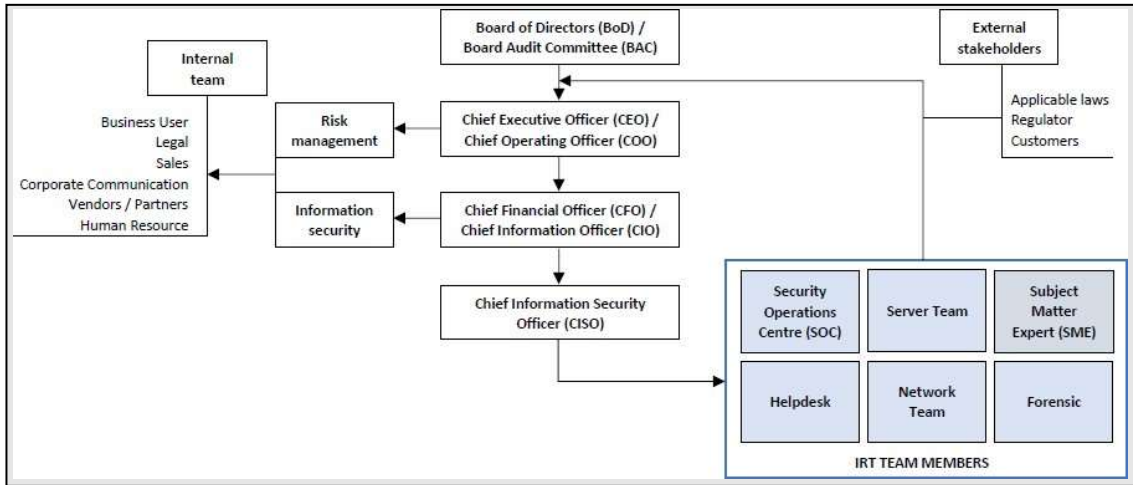 Board of Directors (BoD) /
Board Audit Committee (BAC)
Internal
team
External
stakeholders
Business User
Legal
Sales
Corporate Communication
Vendors / Partners
Human Resource
Risk
management
Chief Executive Officer (CEO) /
Chief Operating Officer (COO)
Applicable laws
Regulator
Customers
Information
security
Chief Financial Officer (CFO) /
Chief Information Officer (CIO)
Chief Information Security
Officer (CISO)
Security
Operations
Centre (SOC)
Server Team
Subject
Matter
Expert (SME)
Helpdesk
Network
Team
Forensic
IRT TEAM MEMBERS